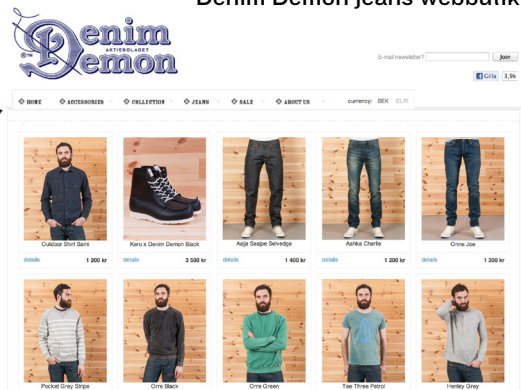 Denim Demon jeans webbutik
Denim
AKTIEBOLAGET
Demon
E-mail newsletter? Join
Gilla 3,9k
HOME ACCESSORIES COLLECTION JEANS SALE ABOUT US currency: SEK EUR
Outdoor Shirt Sami Kero x Denim Demon Black Aaja Seajpe Selvedge Aahka Charlie Onne Joe
details 1 200 kr details 3 500 kr details 1 400 kr details 1 200 kr details 1 300 kr
Pocket Grey Stripe Orre Black Orre Green Tee Three Petrol Henley Grey